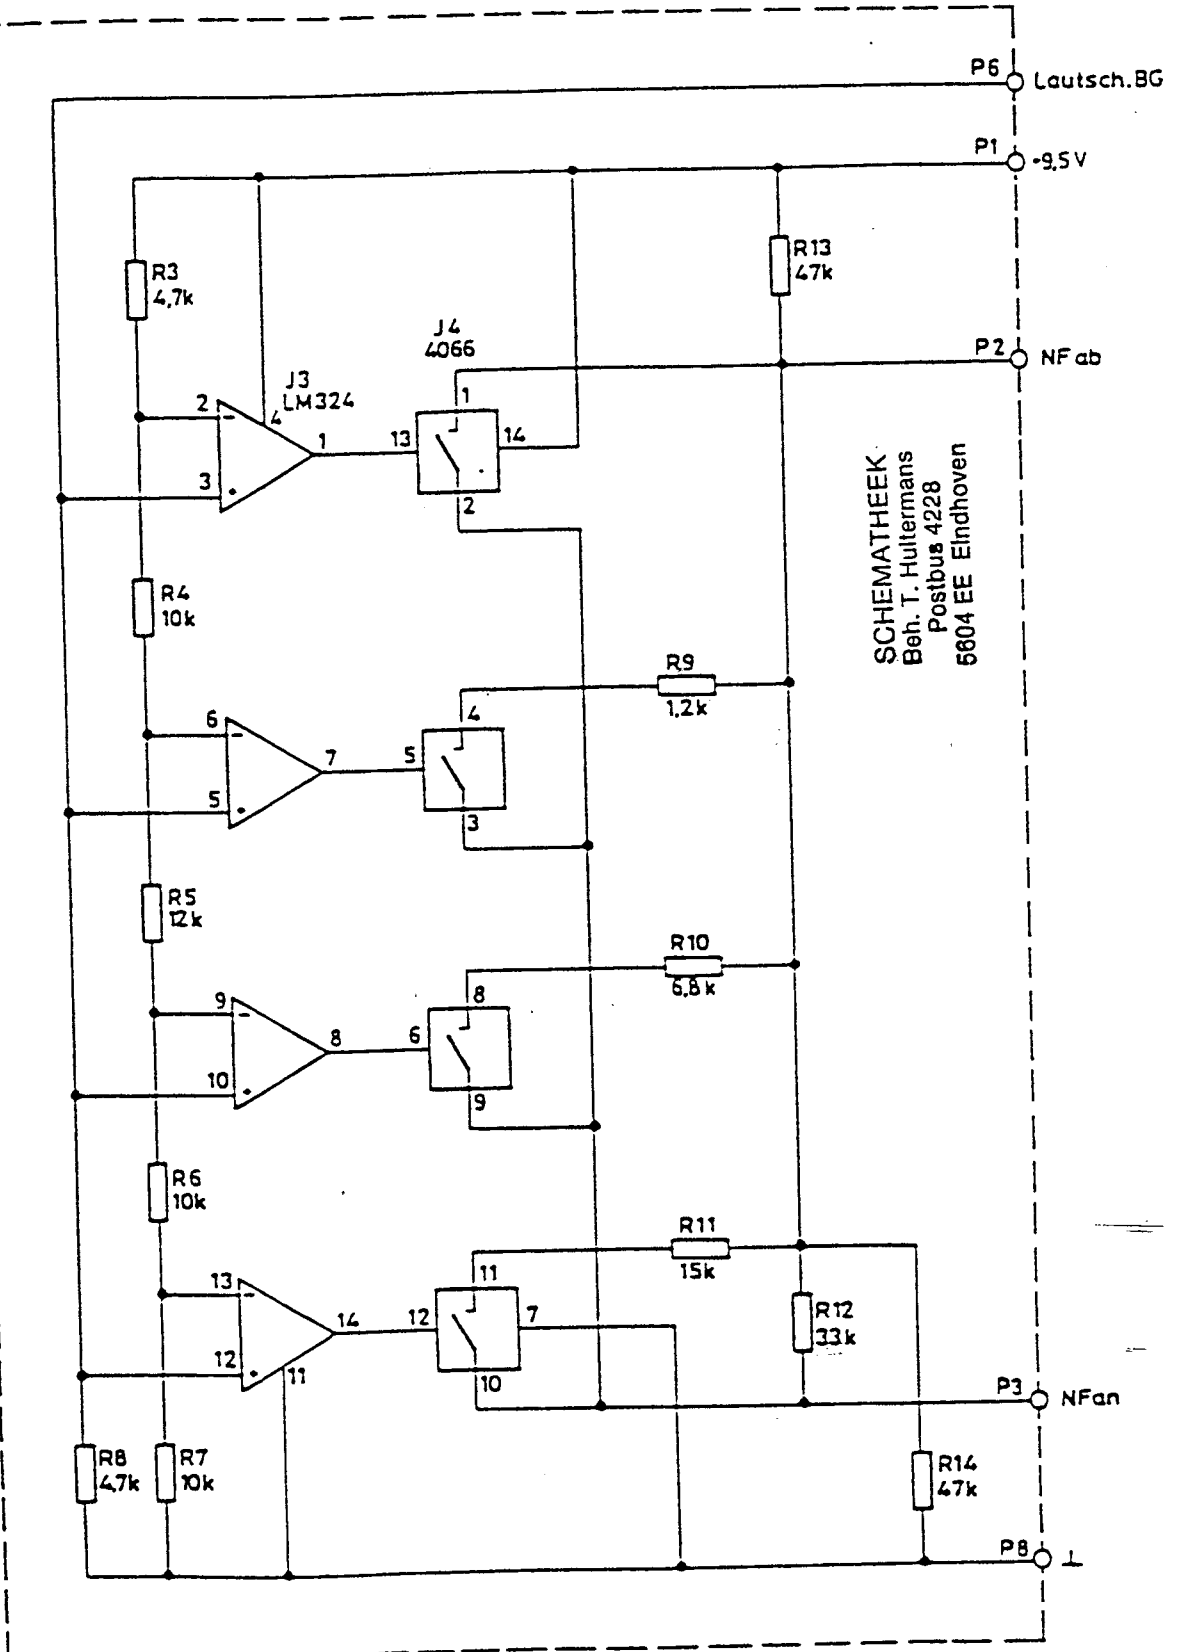 P6
Lautsch.BG
P1
-9,5V
R3
4,7k
R13
47k
J4
4066
P2
NFab
J3
LM324
2
-
4
1
1
13
14
3
2
SCHEMATHEEK
Beh. T. Hultermans
Postbus 4228
5604 EE Eindhoven
R4
10k
R9
1,2k
6
-
4
7
5
5
3
R5
12k
R10
6,8k
9
-
8
8
6
10
9
R6
10k
R11
15k
13
-
11
14
12
7
R12
33k
12
11
10
P3
NFan
R8
4,7k
R7
10k
R14
47k
P8
⊥